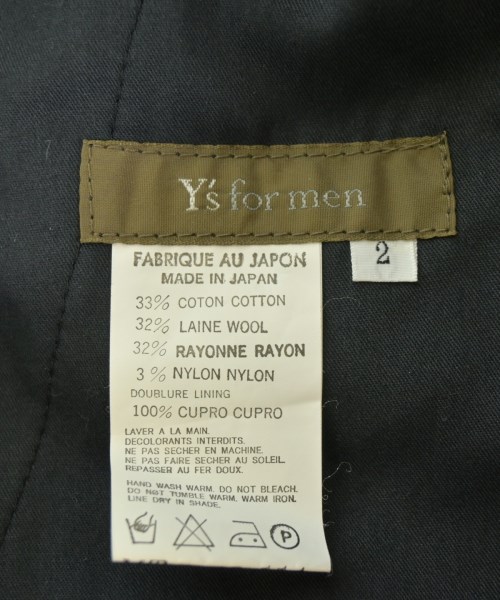 Y's for men
2
FABRIQUE AU JAPON
MADE IN JAPAN
33% COTON COTTON
32% LAINE WOOL
32% RAYONNE RAYON
3% NYLON NYLON
DOUBLURE LINING
100% CUPRO CUPRO
LAVER A LA MAIN.
DECOLORANTS INTERDITS.
NE PAS SECHER EN MACHINE.
NE PAS FAIRE SECHER AU SOLEIL.
REPASSER AU FER DOUX.
HAND WASH WARM. DO NOT BLEACH.
DO NOT TUMBLE WARM. WARM IRON.
LINE DRY IN SHADE.
P